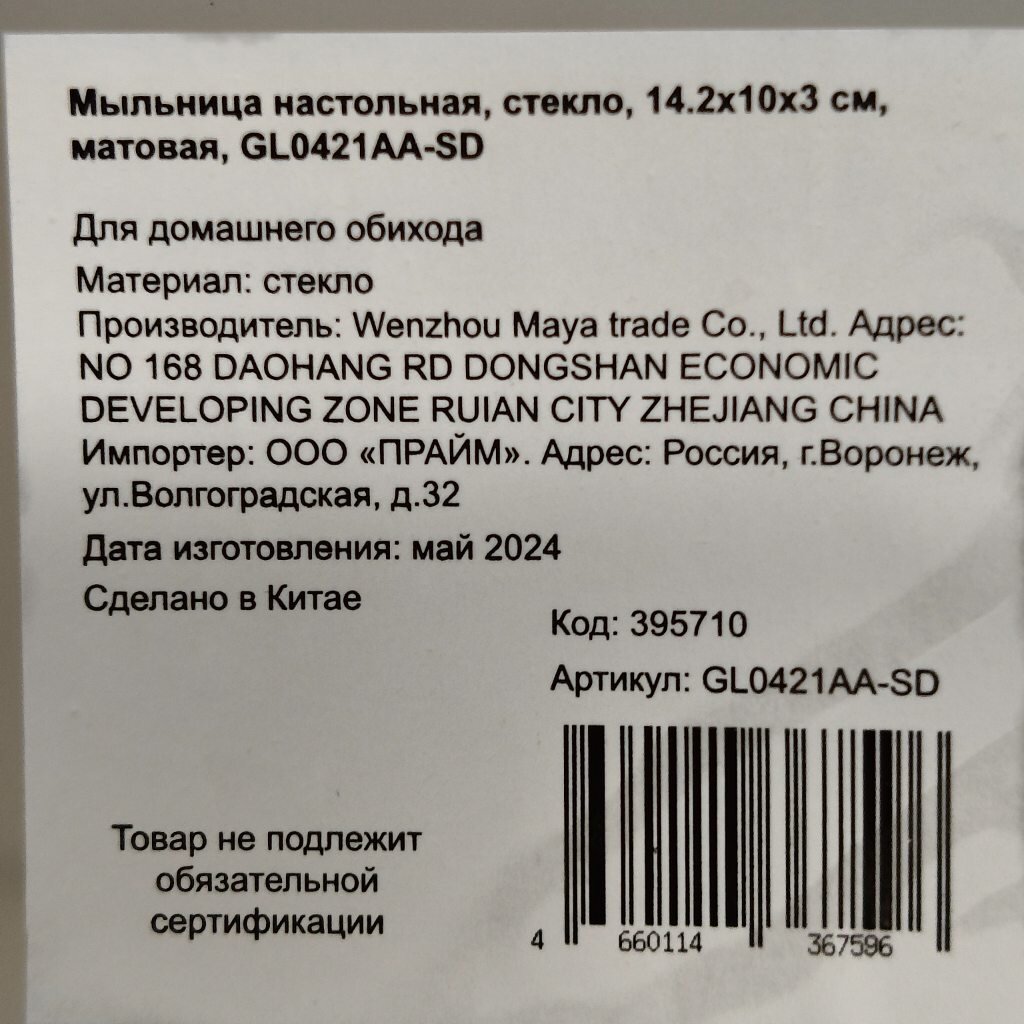 Мыльница настольная, стекло, 14.2х10х3 см,
матовая, GL0421AA-SD
Для домашнего обихода
Материал: стекло
Производитель: Wenzhou Maya trade Co., Ltd. Адрес:
NO 168 DAOHANG RD DONGSHAN ECONOMIC
DEVELOPING ZONE RUIAN CITY ZHEJIANG CHINA
Импортер: ООО «ПРАЙМ». Адрес: Россия, г.Воронеж,
ул.Волгоградская, д.32
Дата изготовления: май 2024
Сделано в Китае
Код: 395710
Артикул: GL0421AA-SD
Товар не подлежит
обязательной
сертификации
4 660114 367596